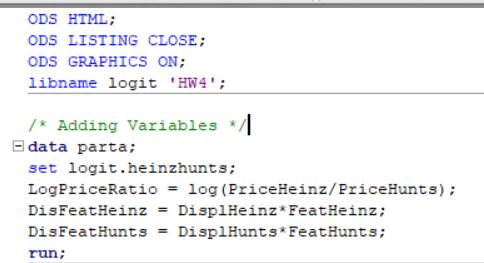 ODS HTML;
ODS LISTING CLOSE;
ODS GRAPHICS ON;
libname logit 'HW4';
/* Adding Variables */
data parta;
set logit.heinzhunts;
LogPriceRatio = log(PriceHeinz/PriceHunts);
DisFeatHeinz = DisplHeinz*FeatHeinz;
DisFeatHunts = DisplHunts*FeatHunts;
run;